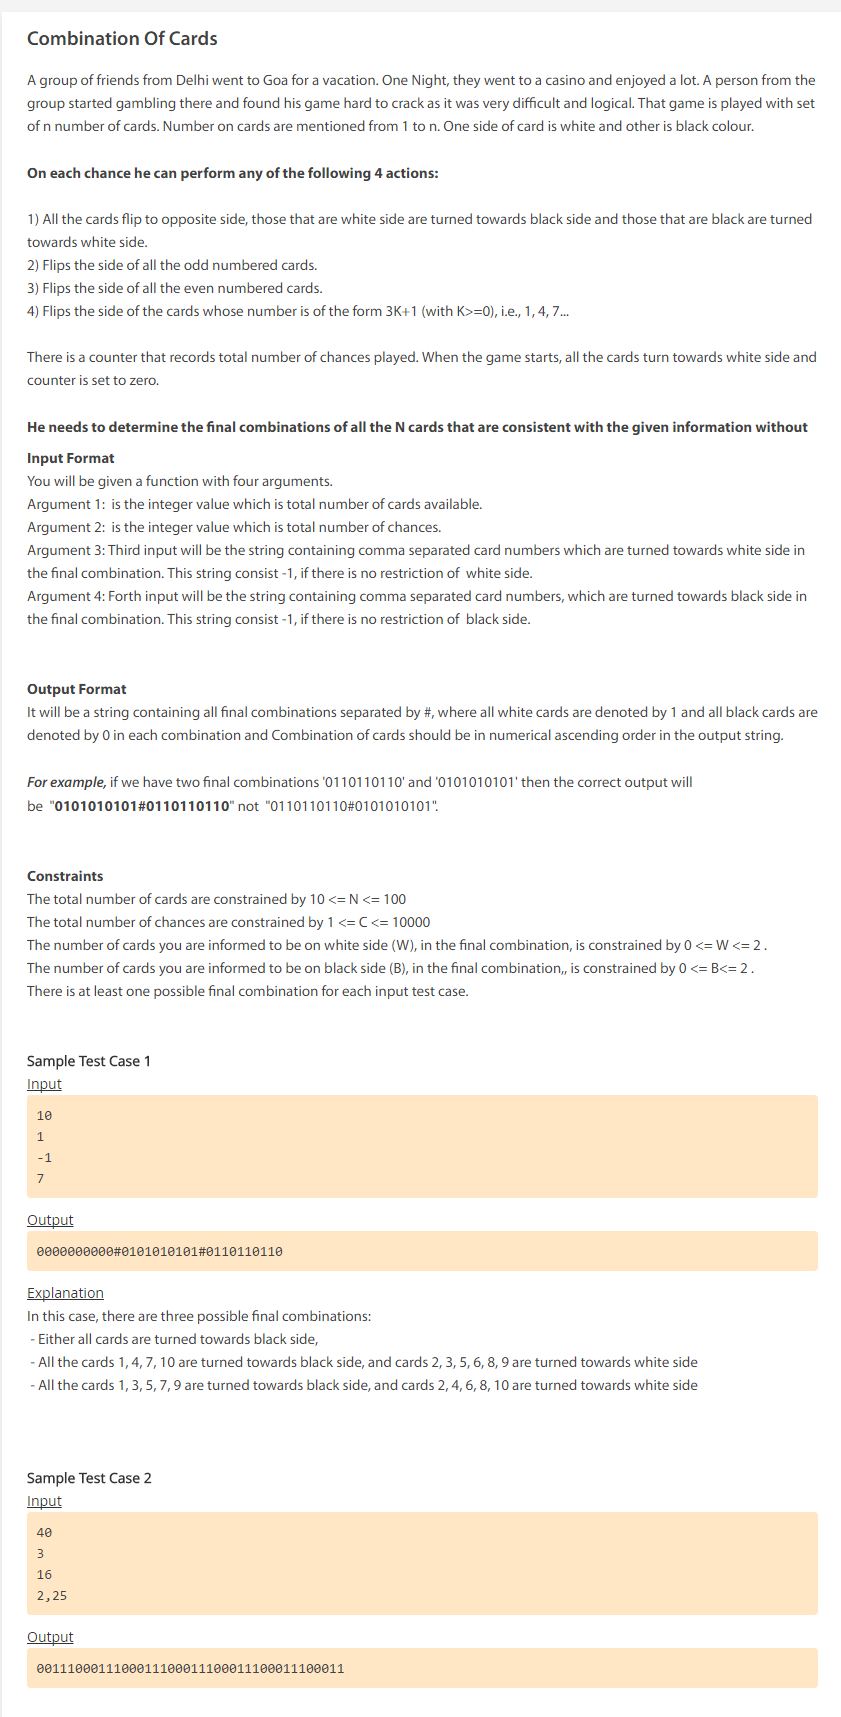 Combination Of Cards
A group of friends from Delhi went to Goa for a vacation. One Night, they went to a casino and enjoyed a lot. A person from the
group started gambling there and found his game hard to crack as it was very difficult and logical. That game is played with set
of n number of cards. Number on cards are mentioned from 1 to n. One side of card is white and other is black colour.
On each chance he can perform any of the following 4 actions:
1) All the cards flip to opposite side, those that are white side are turned towards black side and those that are black are turned
towards white side.
2) Flips the side of all the odd numbered cards.
3) Flips the side of all the even numbered cards.
4) Flips the side of the cards whose number is of the form 3K+1 (with K>=0), i.e., 1, 4, 7...
There is a counter that records total number of chances played. When the game starts, all the cards turn towards white side and
counter is set to zero.
He needs to determine the final combinations of all the N cards that are consistent with the given information without
Input Format
You will be given a function with four arguments.
Argument 1:  is the integer value which is total number of cards available.
Argument 2:  is the integer value which is total number of chances.
Argument 3: Third input will be the string containing comma separated card numbers which are turned towards white side in
the final combination. This string consist -1, if there is no restriction of  white side.
Argument 4: Forth input will be the string containing comma separated card numbers, which are turned towards black side in
the final combination. This string consist -1, if there is no restriction of  black side.
Output Format
It will be a string containing all final combinations separated by #, where all white cards are denoted by 1 and all black cards are
denoted by 0 in each combination and Combination of cards should be in numerical ascending order in the output string.
For example, if we have two final combinations '0110110110' and '0101010101' then the correct output will
be  "0101010101#0110110110" not  "0110110110#0101010101".
Constraints
The total number of cards are constrained by 10 <= N <= 100
The total number of chances are constrained by 1 <= C <= 10000
The number of cards you are informed to be on white side (W), in the final combination, is constrained by 0 <= W <= 2 .
The number of cards you are informed to be on black side (B), in the final combination,, is constrained by 0 <= B<= 2 .
There is at least one possible final combination for each input test case.
Sample Test Case 1
Input
10
1
-1
7
Output
0000000000#0101010101#0110110110
Explanation
In this case, there are three possible final combinations:
- Either all cards are turned towards black side,
- All the cards 1, 4, 7, 10 are turned towards black side, and cards 2, 3, 5, 6, 8, 9 are turned towards white side
- All the cards 1, 3, 5, 7, 9 are turned towards black side, and cards 2, 4, 6, 8, 10 are turned towards white side
Sample Test Case 2
Input
40
3
16
2,25
Output
0011100011100011100011100011100011100011